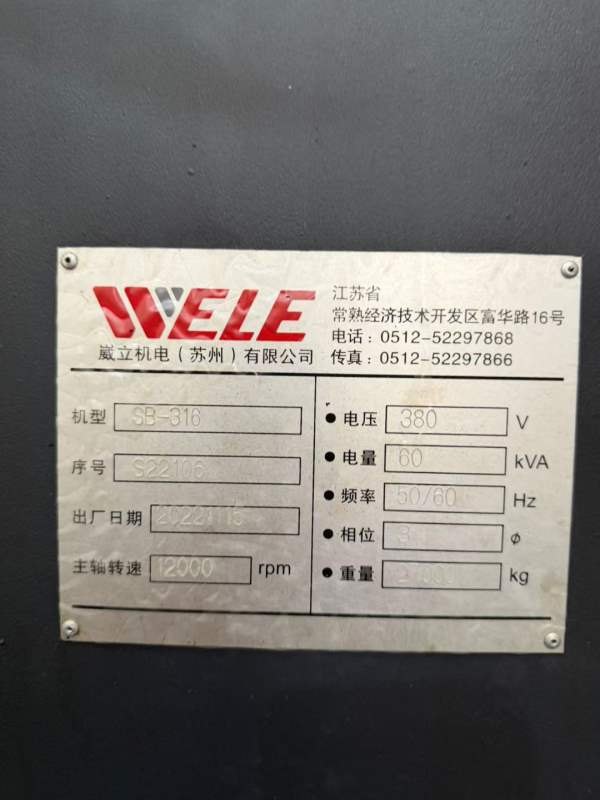 WELE
江苏省
常熟经济技术开发区富华路16号
电话：0512-52297868
崴立机电（苏州）有限公司 传真：0512-52297866
机型 SB-316
序号 S22106
出厂日期
主轴转速 12000 rpm
● 电压 380 V
● 电量 60 kVA
● 频率 50/60 Hz
● 相位 3 ϕ
● 重量 kg